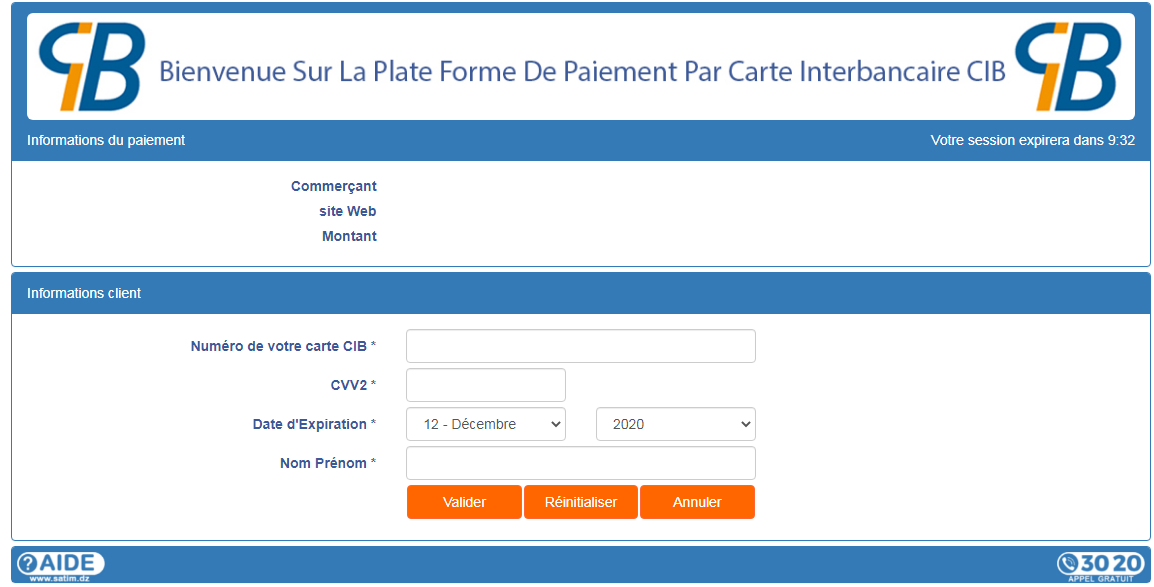 CIB
Bienvenue Sur La Plate Forme De Paiement Par Carte Interbancaire CIB
CIB
Informations du paiement
Votre session expirera dans 9:32
Commerçant
site Web
Montant
Informations client
Numéro de votre carte CIB *
CVV2 *
Date d'Expiration *
12 - Décembre
2020
Nom Prénom *
Valider
Réinitialiser
Annuler
? AIDE
www.satim.dz
30 20
APPEL GRATUIT